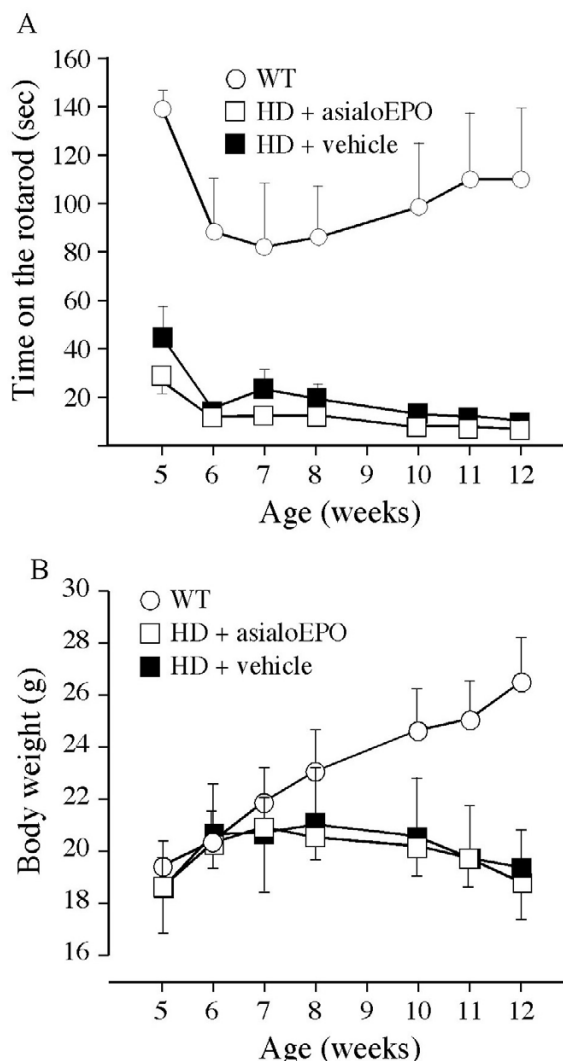 A
160
140
120
100
80
60
40
20
Time on the rotarod (sec)
WT
HD + asialoEPO
HD + vehicle
5 6 7 8 9 10 11 12
Age (weeks)
B
30
28
26
24
22
20
18
16
Body weight (g)
WT
HD + asialoEPO
HD + vehicle
5 6 7 8 9 10 11 12
Age (weeks)